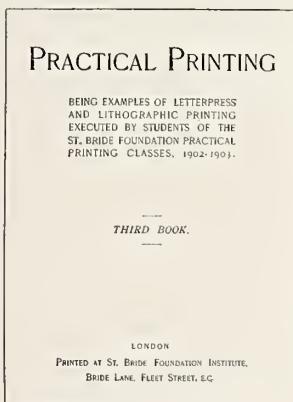 PRACTICAL PRINTING
BEING EXAMPLES OF LETTERPRESS
AND LITHOGRAPHIC PRINTING
EXECUTED BY STUDENTS OF THE
ST. BRIDE FOUNDATION PRACTICAL
PRINTING CLASSES, 1902-1903.
THIRD BOOK.
LONDON
PRINTED AT ST. BRIDE FOUNDATION INSTITUTE,
BRIDE LANE, FLEET STREET, E.C.